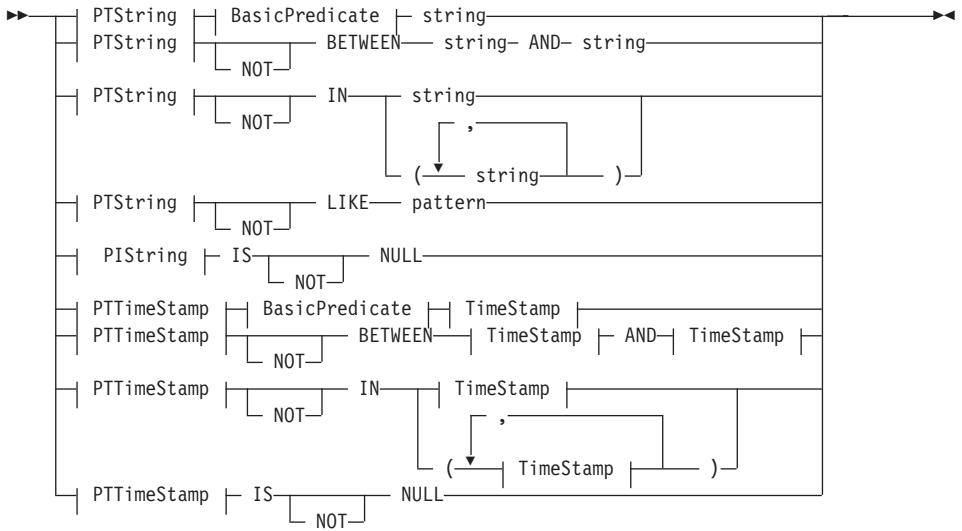 PTString BasicPredicate string
PTString BETWEEN string AND string
NOT
PTString IN string
NOT ,
( string )
PTString LIKE pattern
NOT
PIString IS NULL
NOT
PTTimeStamp BasicPredicate TimeStamp
PTTimeStamp BETWEEN TimeStamp AND TimeStamp
NOT
PTTimeStamp IN TimeStamp
NOT ,
( TimeStamp )
PTTimeStamp IS NULL
NOT